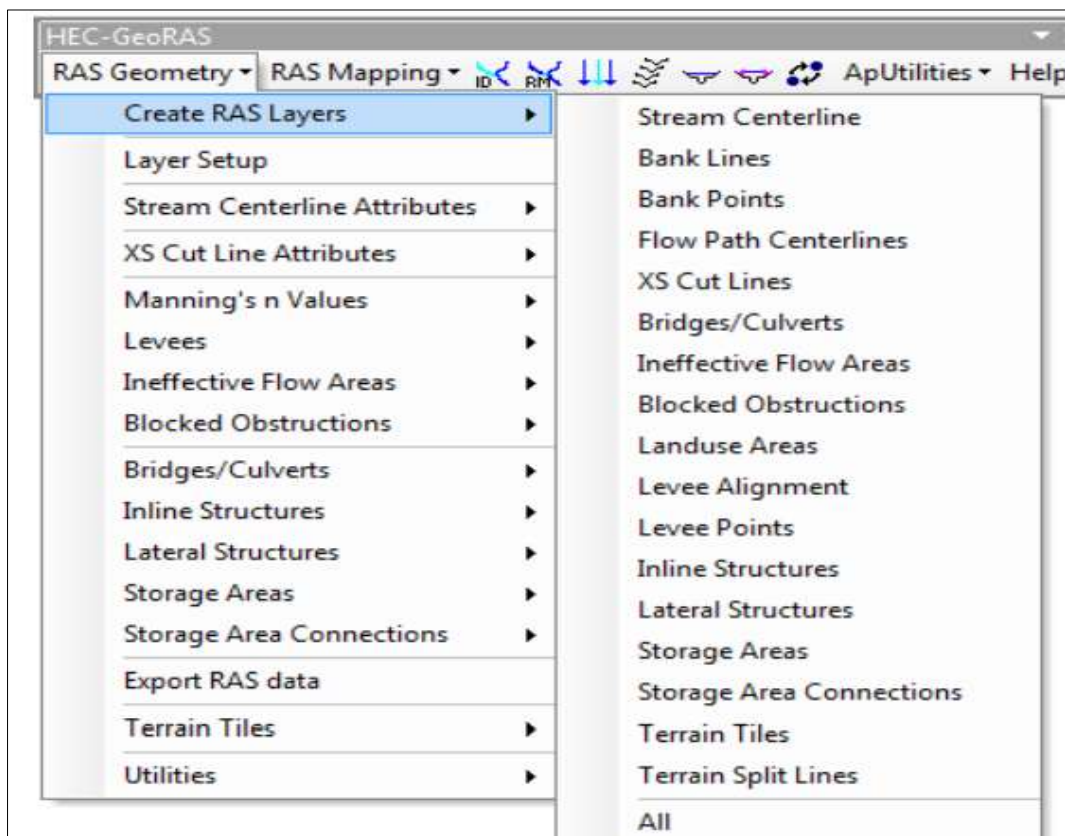 HEC-GeoRAS
RAS Geometry RAS Mapping ID RM ApUtilities Help
Create RAS Layers
Layer Setup
Stream Centerline Attributes
XS Cut Line Attributes
Manning's n Values
Levees
Ineffective Flow Areas
Blocked Obstructions
Bridges/Culverts
Inline Structures
Lateral Structures
Storage Areas
Storage Area Connections
Export RAS data
Terrain Tiles
Utilities
Stream Centerline
Bank Lines
Bank Points
Flow Path Centerlines
XS Cut Lines
Bridges/Culverts
Ineffective Flow Areas
Blocked Obstructions
Landuse Areas
Levee Alignment
Levee Points
Inline Structures
Lateral Structures
Storage Areas
Storage Area Connections
Terrain Tiles
Terrain Split Lines
All